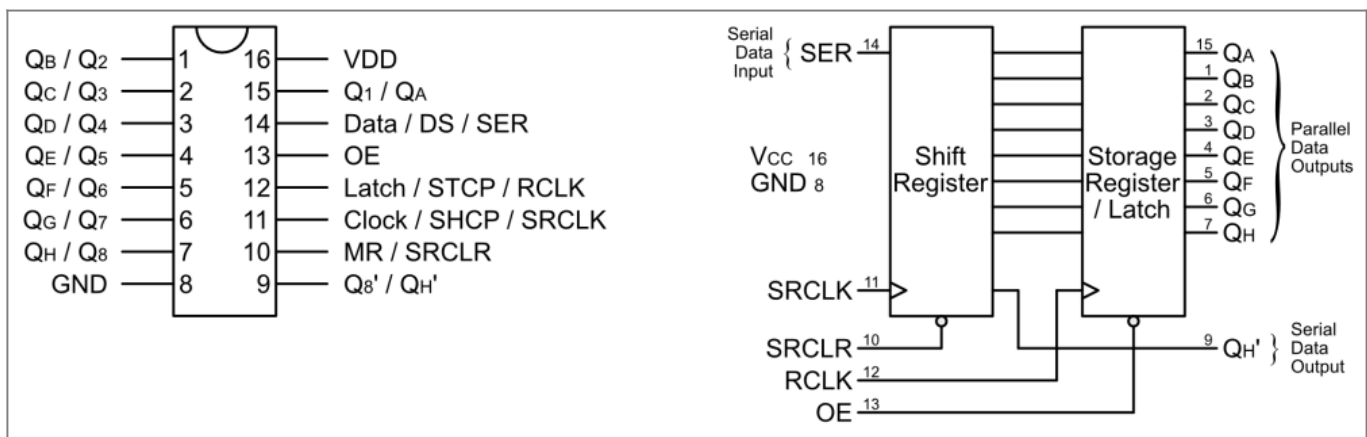 QB / Q2 1 16 VDD
QC / Q3 2 15 Q1 / QA
QD / Q4 3 14 Data / DS / SER
QE / Q5 4 13 OE
QF / Q6 5 12 Latch / STCP / RCLK
QG / Q7 6 11 Clock / SHCP / SRCLK
QH / Q8 7 10 MR / SRCLR
GND 8 9 Q8' / QH'
Serial
Data
Input
SER 14
VCC 16
GND 8
Shift
Register
Storage
Register
/ Latch
15 QA
1 QB
2 QC
3 QD
4 QE
5 QF
6 QG
7 QH
Parallel
Data
Outputs
SRCLK 11
SRCLR 10
RCLK 12
OE 13
9 QH'
Serial
Data
Output